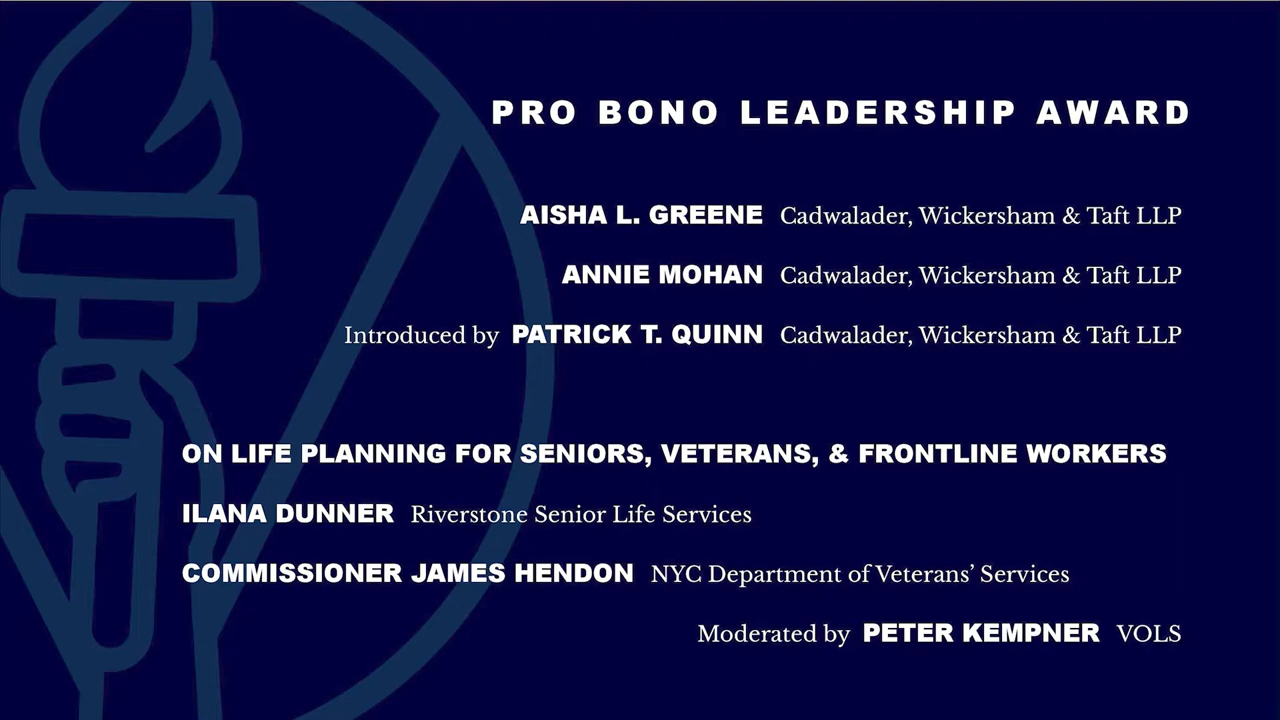 PRO BONO LEADERSHIP AWARD
AISHA L. GREENE Cadwalader, Wickersham & Taft LLP
ANNIE MOHAN Cadwalader, Wickersham & Taft LLP
Introduced by PATRICK T. QUINN Cadwalader, Wickersham & Taft LLP
ON LIFE PLANNING FOR SENIORS, VETERANS, & FRONTLINE WORKERS
ILANA DUNNER Riverstone Senior Life Services
COMMISSIONER JAMES HENDON NYC Department of Veterans’ Services
Moderated by PETER KEMPNER VOLS